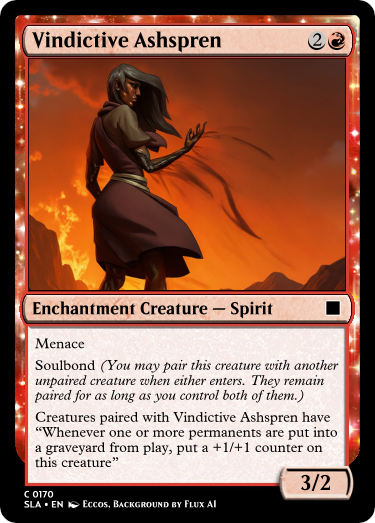 Vindictive Ashspren 2
Enchantment Creature — Spirit
Menace
Soulbond (You may pair this creature with another
unpaired creature when either enters. They remain
paired for as long as you control both of them.)
Creatures paired with Vindictive Ashspren have
“Whenever one or more permanents are put into
a graveyard from play, put a +1/+1 counter on
this creature”
3/2
C 0170
SLA • EN Eccos, Background by Flux AI